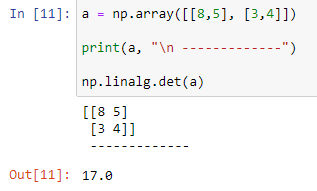 In [11]: a = np.array([[8,5], [3,4]])
print(a, "\n -------------")
np.linalg.det(a)
[[8 5]
 [3 4]]
 -------------
Out[11]: 17.0